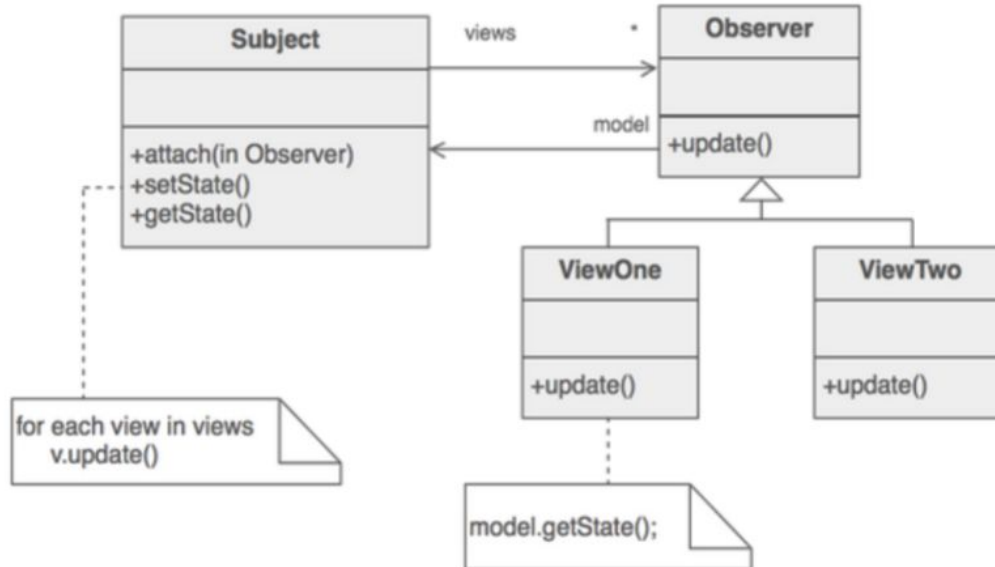 Subject
views
*
Observer
+attach(in Observer)
+setState()
+getState()
model
+update()
ViewOne
+update()
ViewTwo
+update()
for each view in views
v.update()
model.getState();